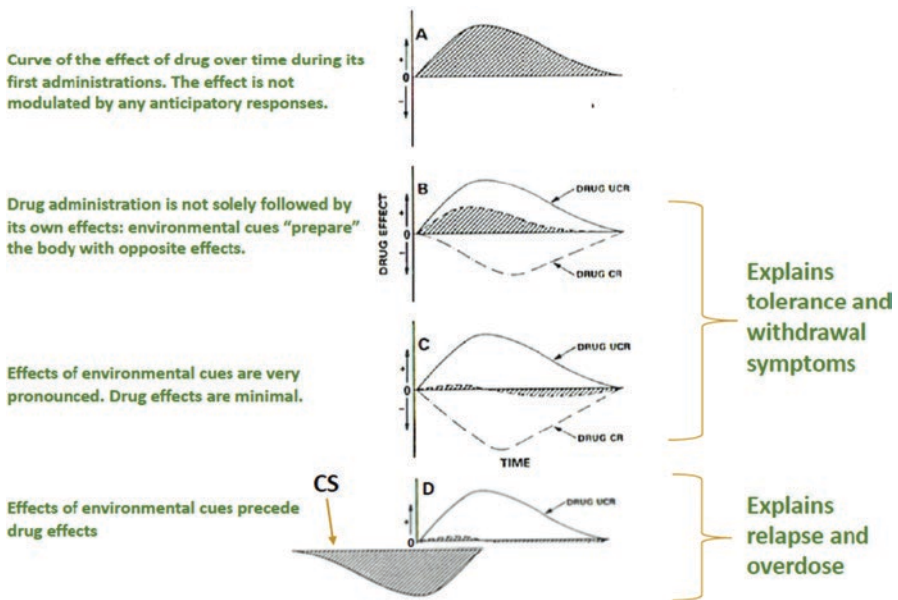 Curve of the effect of drug over time during its
first administrations. The effect is not
modulated by any anticipatory responses.
A
+
0
−
Drug administration is not solely followed by
its own effects: environmental cues “prepare”
the body with opposite effects.
B
+
0
−
DRUG EFFECT
DRUG UCR
DRUG CR
Effects of environmental cues are very
pronounced. Drug effects are minimal.
C
+
0
−
DRUG UCR
DRUG CR
TIME
Explains
tolerance and
withdrawal
symptoms
Effects of environmental cues precede
drug effects
CS
D
+
0
DRUG UCR
Explains
relapse and
overdose